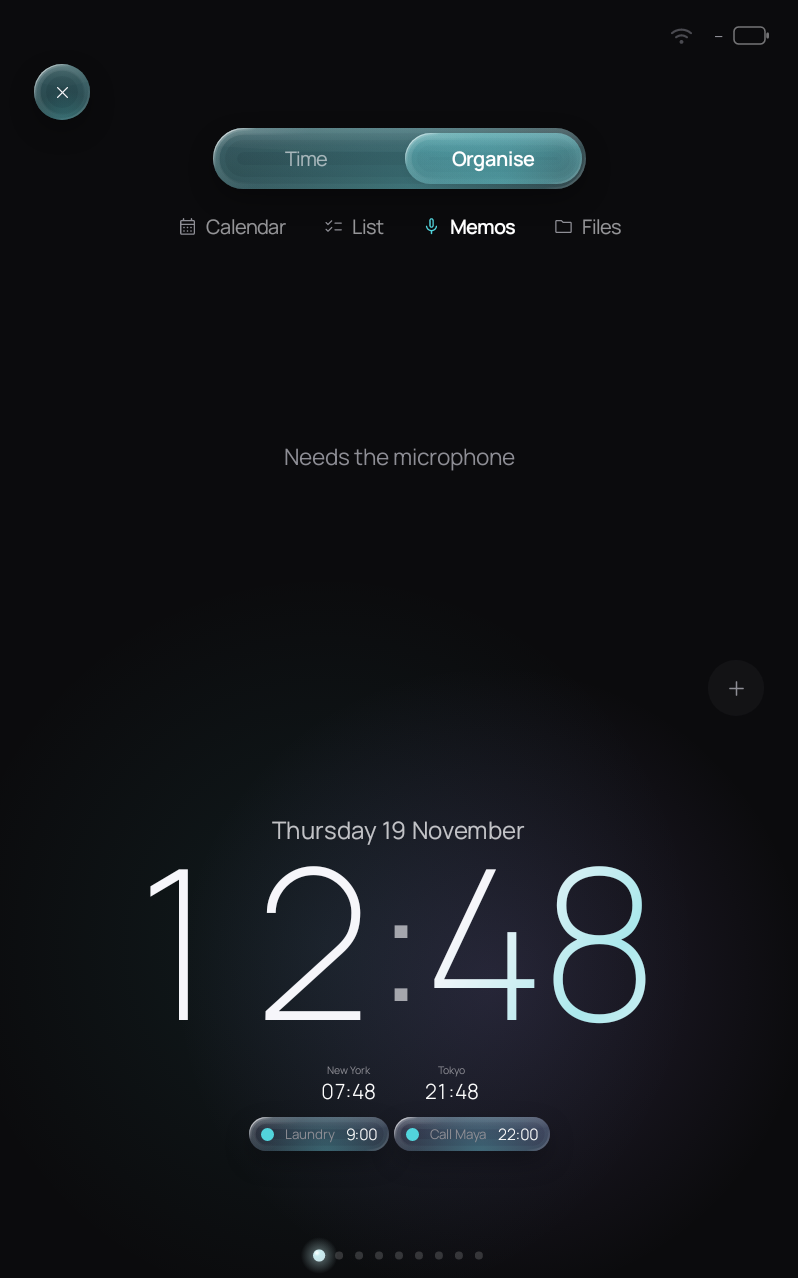 –
Time Organise
Calendar List Memos Files
Needs the microphone
Thursday 19 November
12:48
New York Tokyo
07:48 21:48
Laundry 9:00 Call Maya 22:00